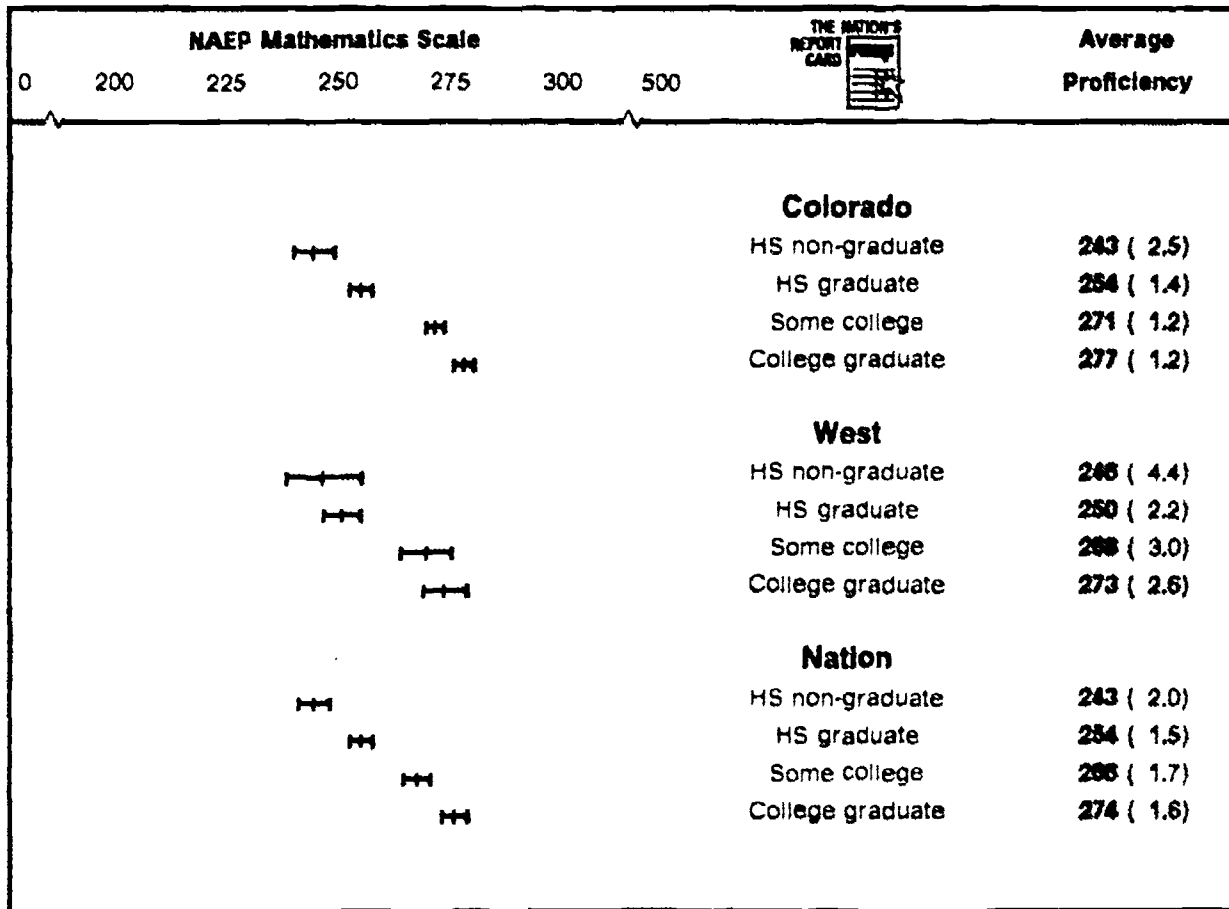 NAEP Mathematics Scale
THE NATION'S
REPORT
CARD
Average
Proficiency
0 200 225 250 275 300 500
Colorado
HS non-graduate 243 ( 2.5)
HS graduate 254 ( 1.4)
Some college 271 ( 1.2)
College graduate 277 ( 1.2)
West
HS non-graduate ( 4.4)
HS graduate 250 ( 2.2)
Some college ( 3.0)
College graduate 273 ( 2.6)
Nation
HS non-graduate 243 ( 2.0)
HS graduate 254 ( 1.5)
Some college ( 1.7)
College graduate 274 ( 1.6)